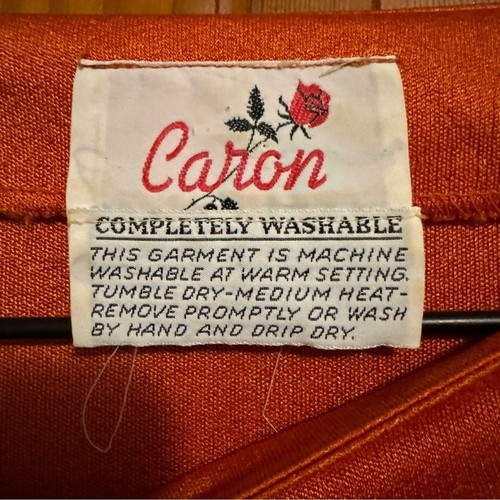 Caron
COMPLETELY WASHABLE
THIS GARMENT IS MACHINE
WASHABLE AT WARM SETTING.
TUMBLE DRY-MEDIUM HEAT-
REMOVE PROMPTLY OR WASH
BY HAND AND DRIP DRY.